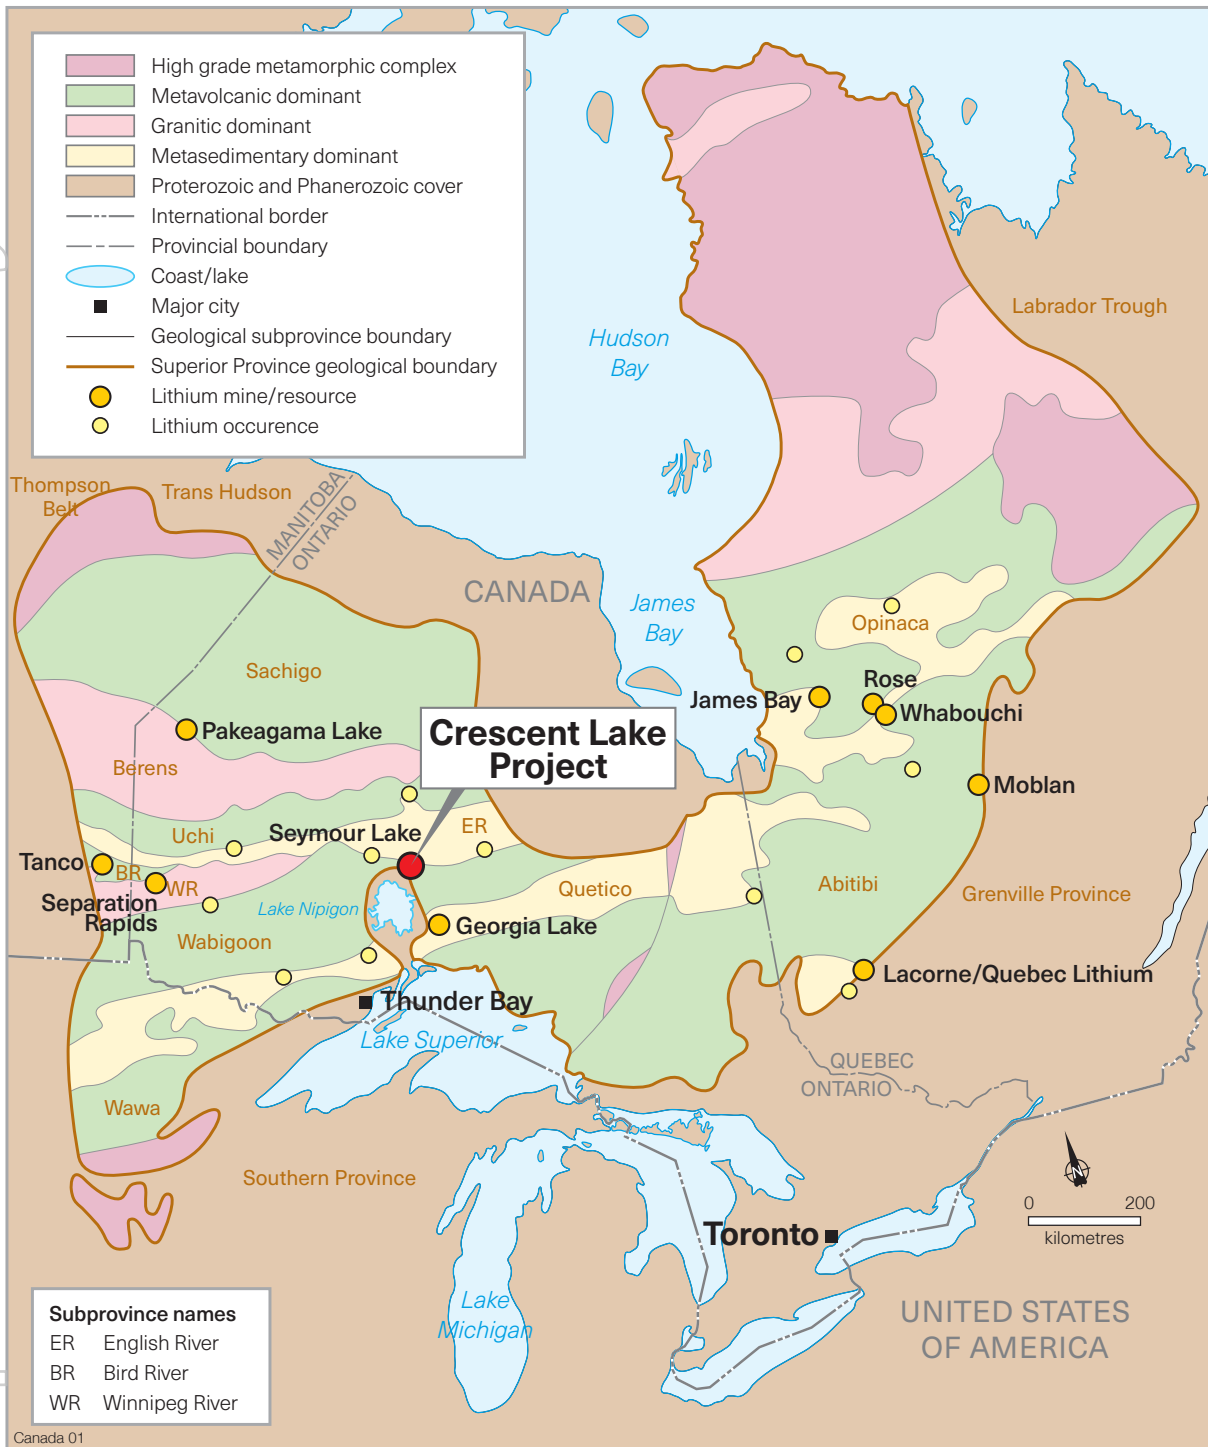 High grade metamorphic complex
Metavolcanic dominant
Granitic dominant
Metasedimentary dominant
Proterozoic and Phanerozoic cover
International border
Provincial boundary
Coast/lake
Major city
Geological subprovince boundary
Superior Province geological boundary
Lithium mine/resource
Lithium occurence
Labrador Trough
Hudson
Bay
Thompson
Belt
Trans Hudson
MANITOBA
ONTARIO
CANADA
James
Bay
Opinaca
Sachigo
Rose
James Bay
Whabouchi
Pakeagama Lake
Crescent Lake
Project
Berens
Moblan
Uchi
Seymour Lake
ER
Tanco
BR
WR
Separation
Rapids
Quetico
Abitibi
Grenville Province
Lake Nipigon
Georgia Lake
Wabigoon
Lacorne/Quebec Lithium
Thunder Bay
Lake Superior
QUEBEC
ONTARIO
Wawa
Southern Province
N
0 200
kilometres
Toronto
Lake
Michigan
UNITED STATES
OF AMERICA
Subprovince names
ER English River
BR Bird River
WR Winnipeg River
Canada 01